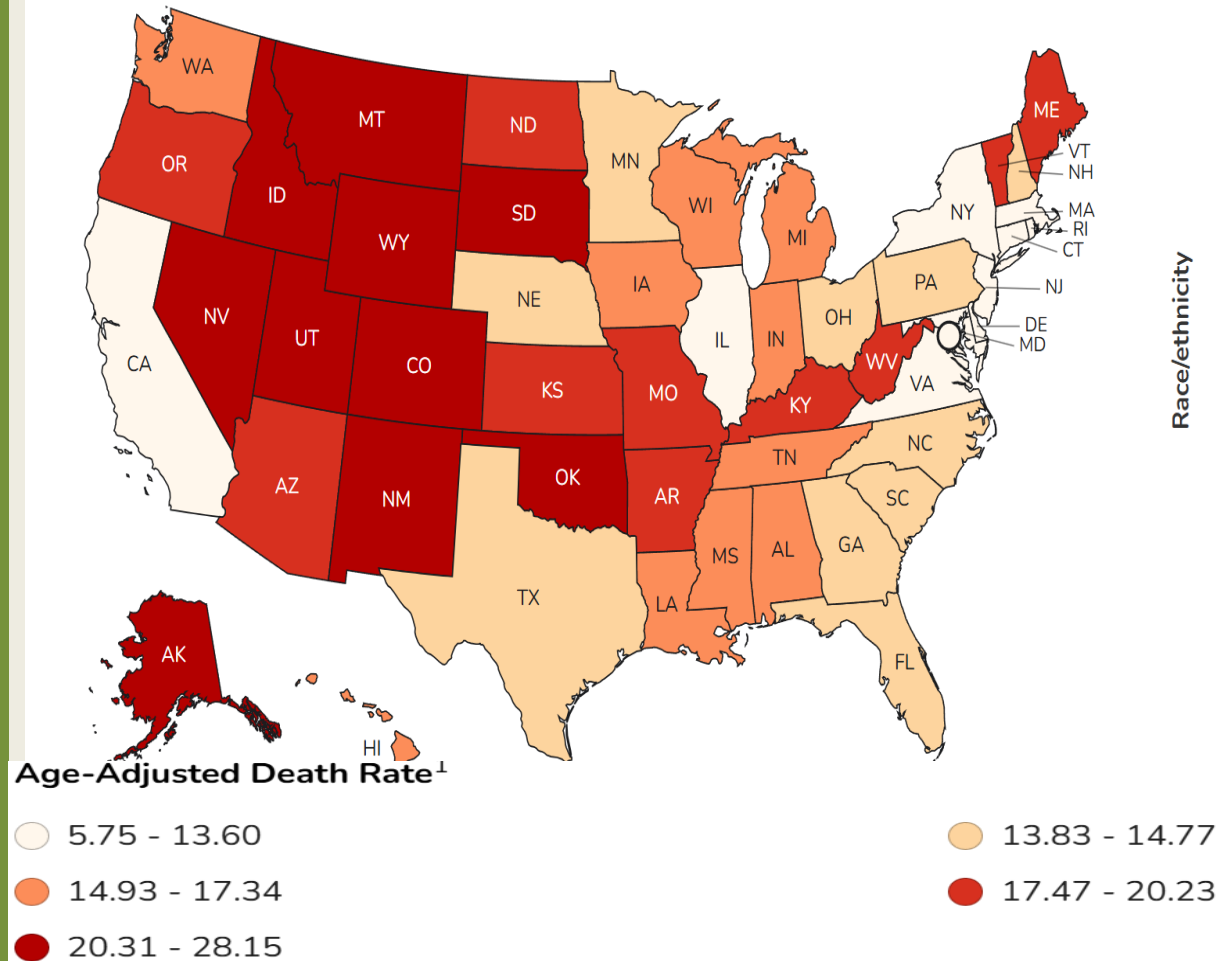 WA
MT
ND
MN
ME
OR
ID
SD
WI
VT
NH
WY
MI
NY
MA
RI
CT
NV
NE
IA
PA
NJ
UT
CO
IL
IN
OH
DE
MD
CA
KS
MO
KY
WV
VA
AZ
NM
OK
AR
TN
NC
SC
TX
LA
MS
AL
GA
FL
AK
HI
Race/ethnicity
Age-Adjusted Death Rate⊥
5.75 - 13.60
13.83 - 14.77
14.93 - 17.34
17.47 - 20.23
20.31 - 28.15